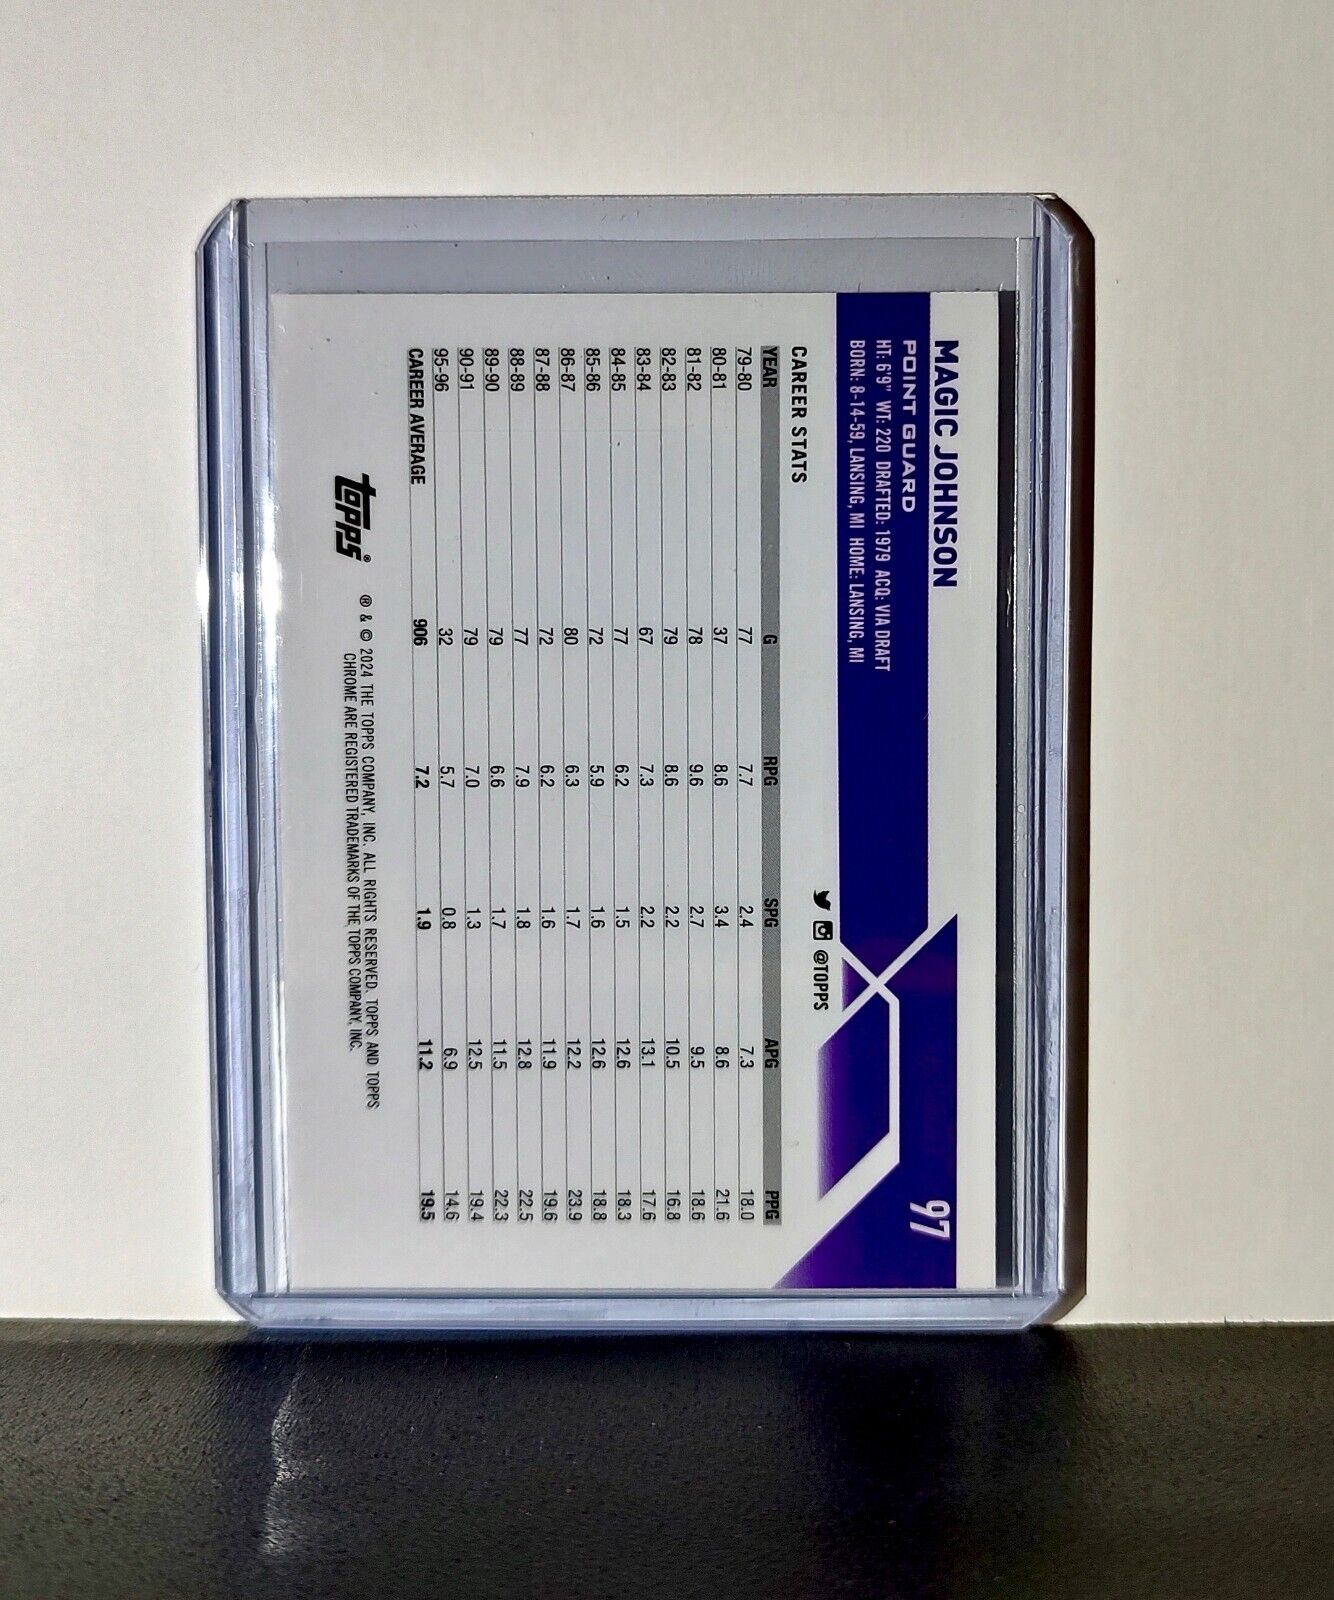 MAGIC JOHNSON
97
POINT GUARD
HT: 6'9" WT: 220 DRAFTED: 1979 ACQ: VIA DRAFT
BORN: 8-14-59, LANSING, MI HOME: LANSING, MI
@TOPPS
CAREER STATS
YEAR G RPG SPG APG PPG
79-80 77 7.7 2.4 7.3 18.0
80-81 37 8.6 3.4 8.6 21.6
81-82 78 9.6 2.7 9.5 18.6
82-83 79 8.6 2.2 10.5 16.8
83-84 67 7.3 2.2 13.1 17.6
84-85 77 6.2 1.5 12.6 18.3
85-86 72 5.9 1.6 12.6 18.8
86-87 80 6.3 1.7 12.2 23.9
87-88 72 6.2 1.6 11.9 19.6
88-89 77 7.9 1.8 12.8 22.5
89-90 79 6.6 1.7 11.5 22.3
90-91 79 7.0 1.3 12.5 19.4
95-96 32 5.7 0.8 6.9 14.6
CAREER AVERAGE 906 7.2 1.9 11.2 19.5
topps®
® & © 2024 THE TOPPS COMPANY, INC. ALL RIGHTS RESERVED. TOPPS AND TOPPS
CHROME ARE REGISTERED TRADEMARKS OF THE TOPPS COMPANY, INC.